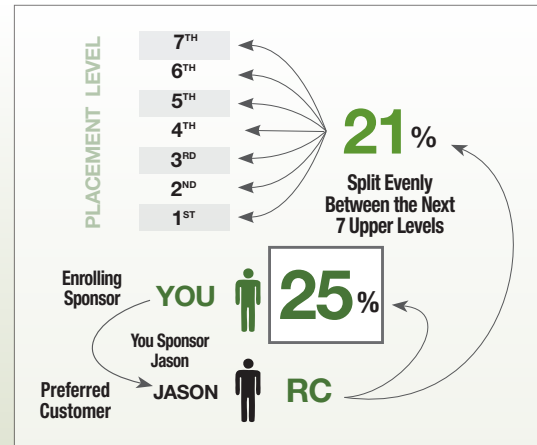 PLACEMENT LEVEL
7TH
6TH
5TH
4TH
3RD
2ND
1ST
21%
Split Evenly
Between the Next
7 Upper Levels
Enrolling
Sponsor
YOU
25%
You Sponsor
Jason
Preferred
Customer
JASON
RC